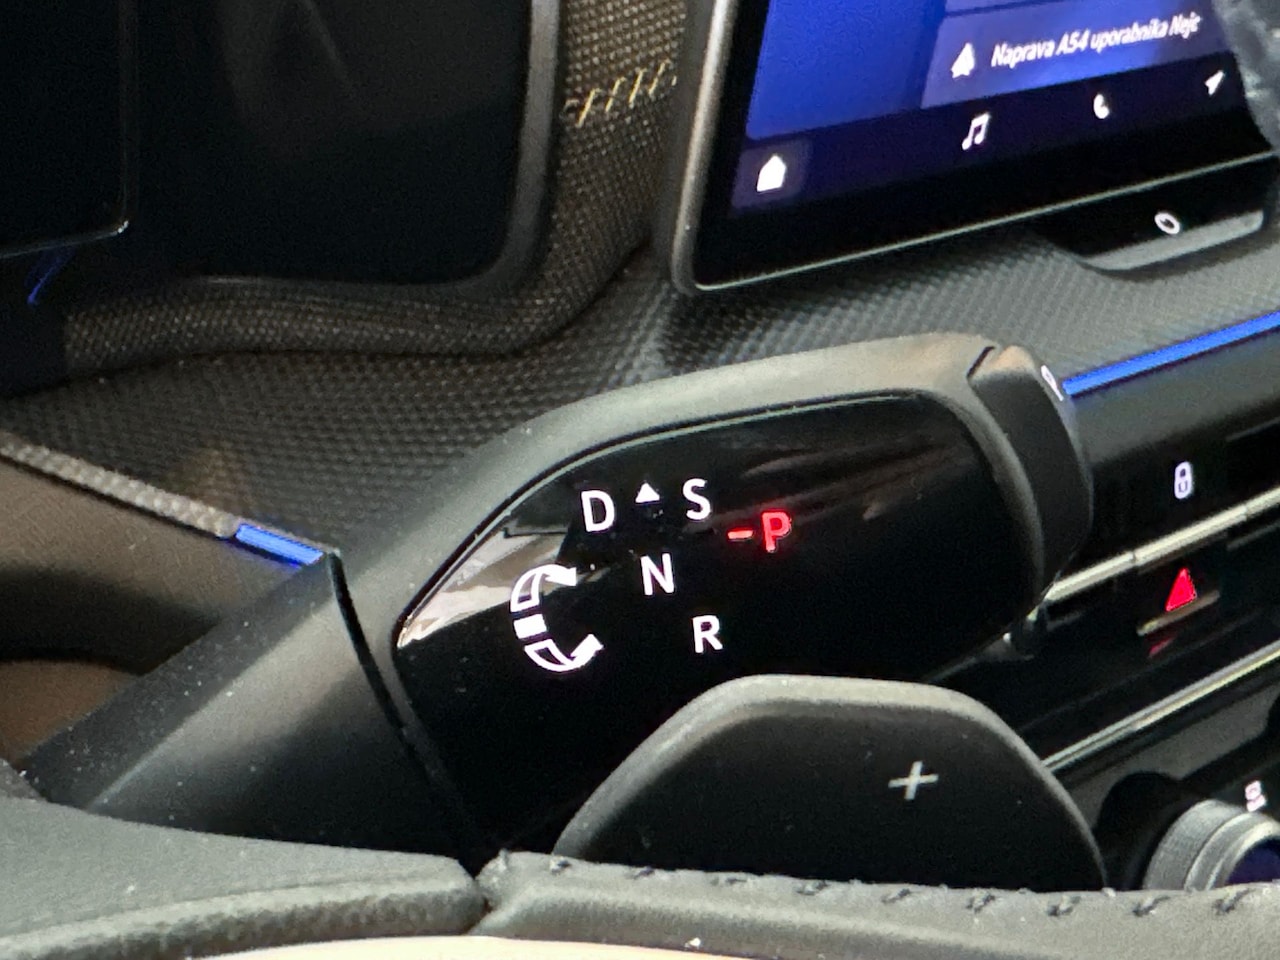 Naprava A54 uporabnika Nejc
D S
-P
N
R
+